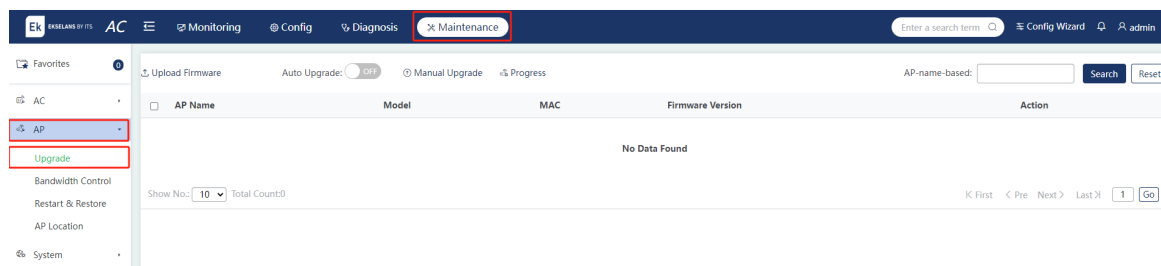 Ek EKSELANS BY ITS AC Monitoring Config Diagnosis Maintenance Enter a search term Config Wizard admin
Favorites 0
Upload Firmware Auto Upgrade: OFF Manual Upgrade Progress AP-name-based: Search Reset
AC
AP Name Model MAC Firmware Version Action
AP
No Data Found
Upgrade
Bandwidth Control
Show No.: 10 Total Count:0 First Pre Next Last 1 Go
Restart & Restore
AP Location
System